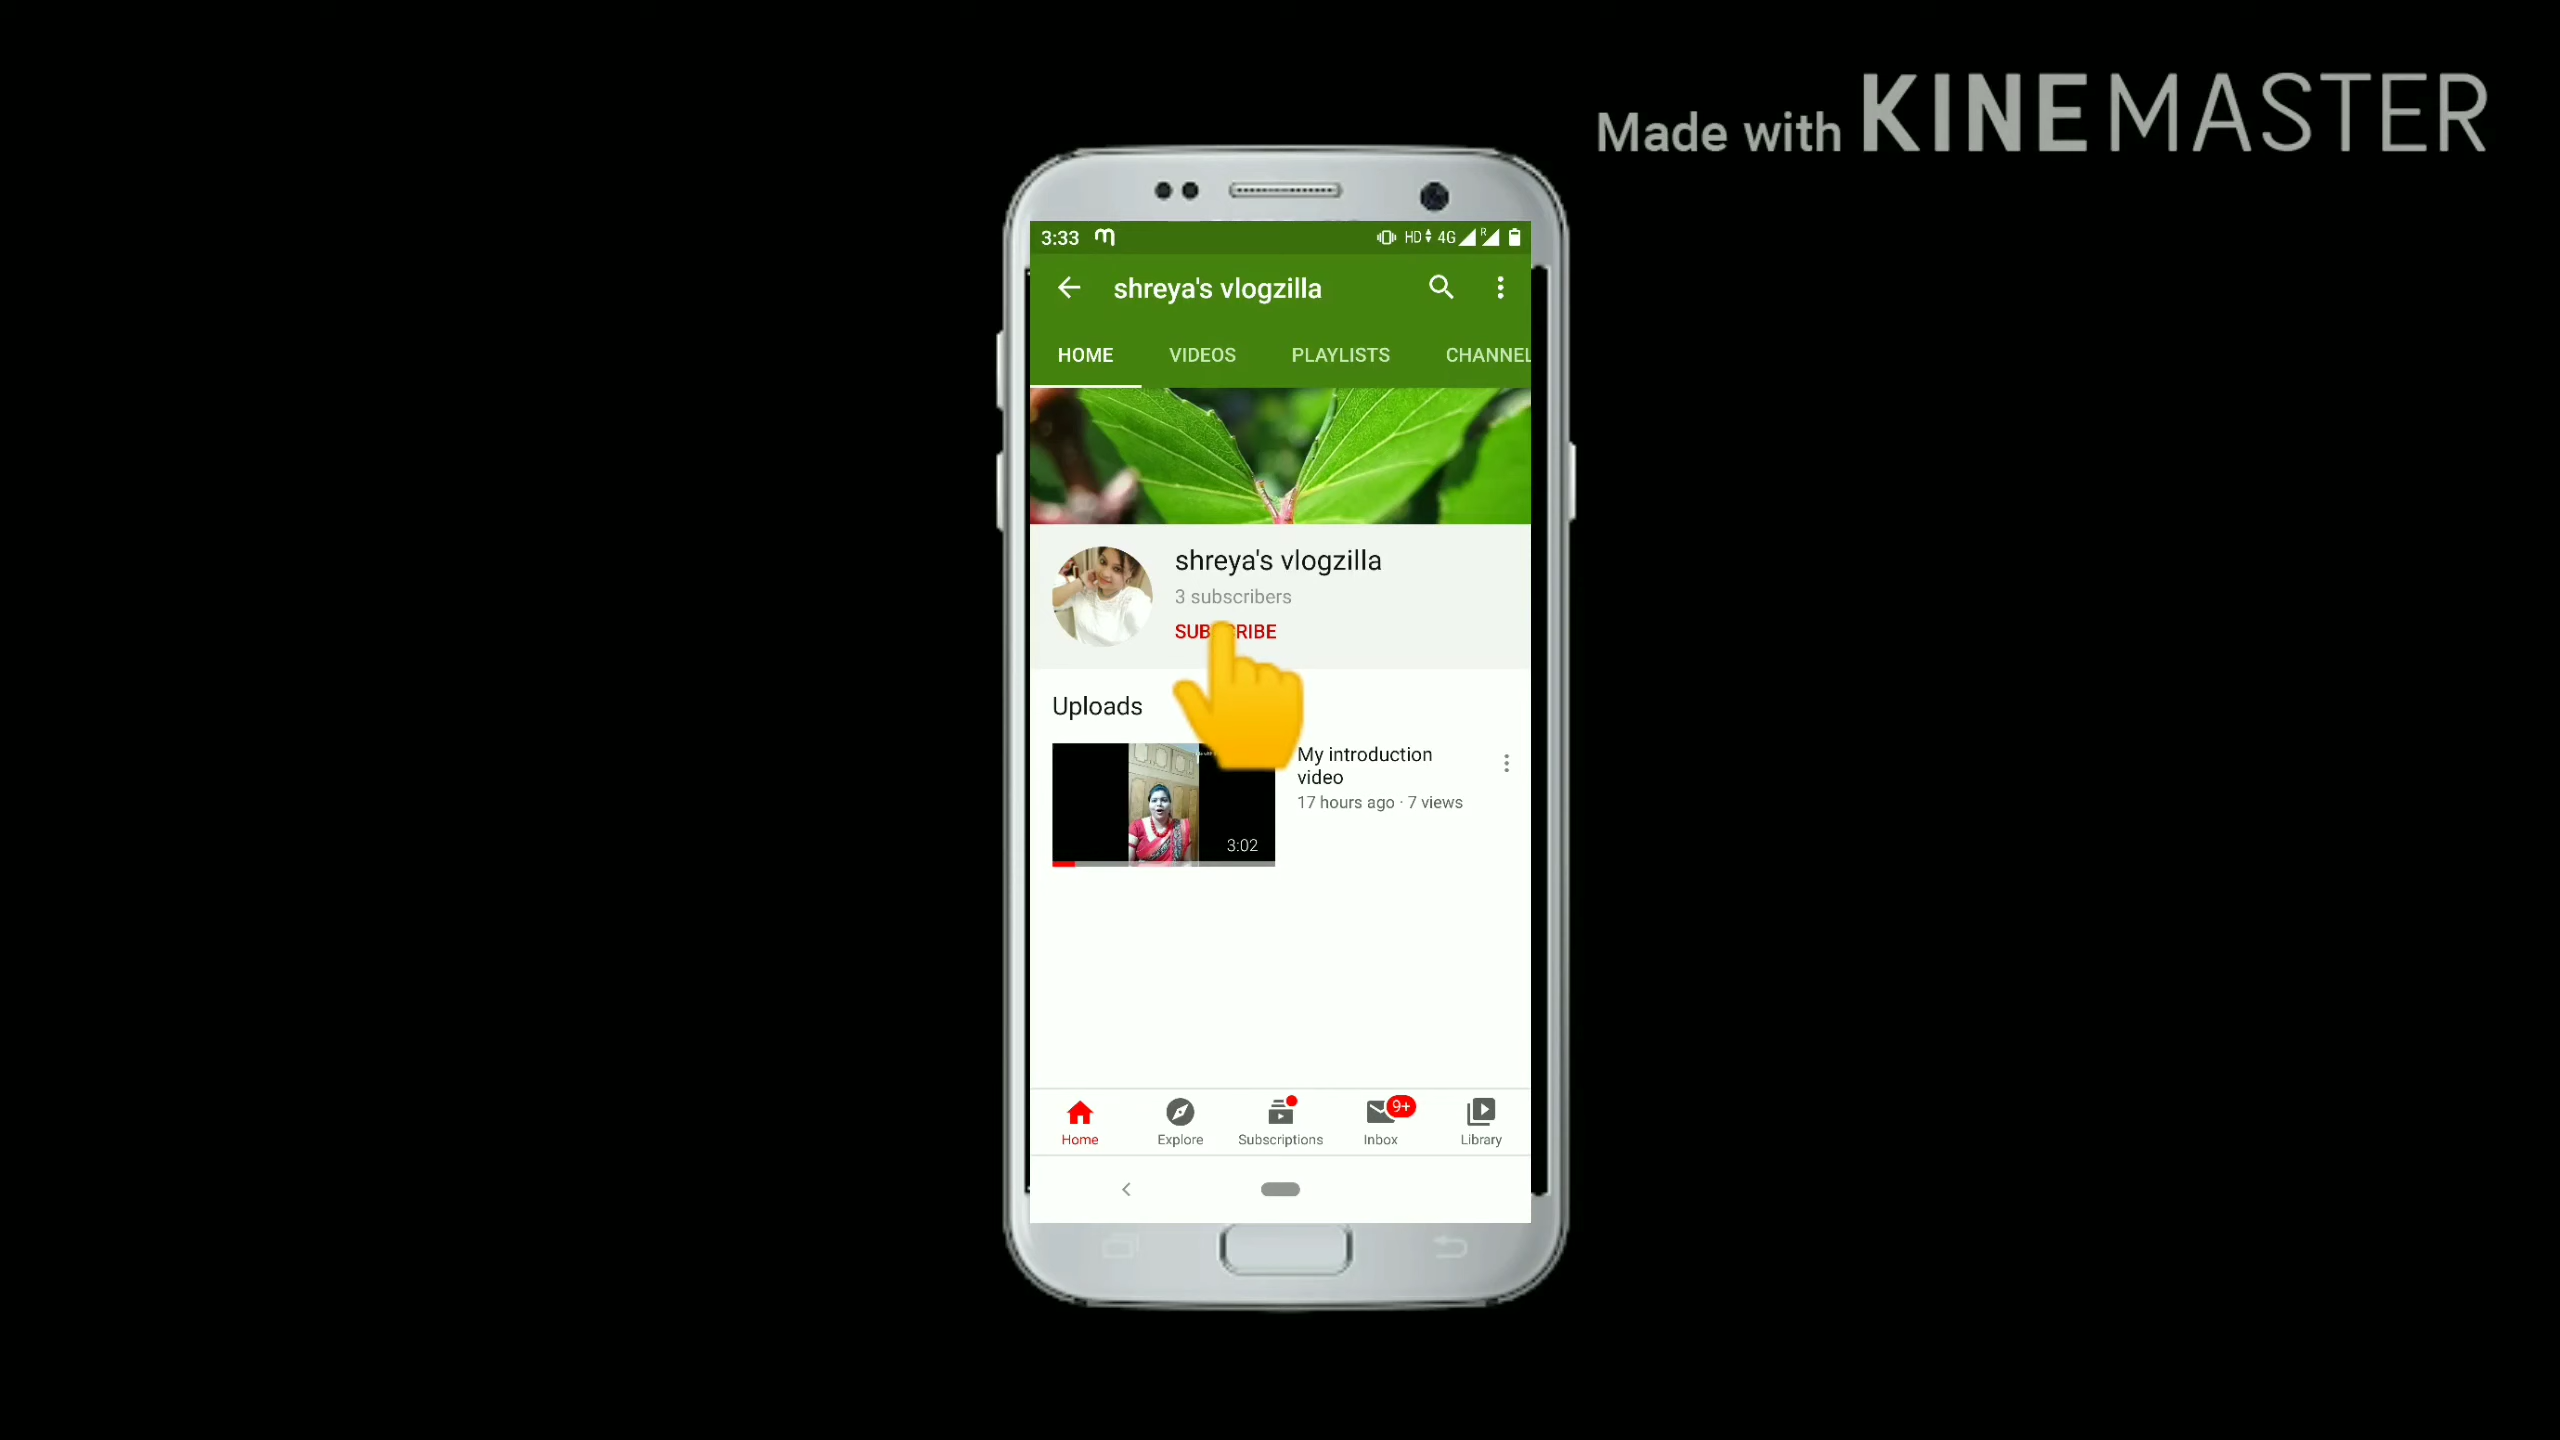 Made with KINEMASTER
3:33
HD 4G R
shreya's vlogzilla
HOME VIDEOS PLAYLISTS CHANNEL
shreya's vlogzilla
3 subscribers
SUBSCRIBE
Uploads
My introduction
video
17 hours ago · 7 views
3:02
9+
Home Explore Subscriptions Inbox Library